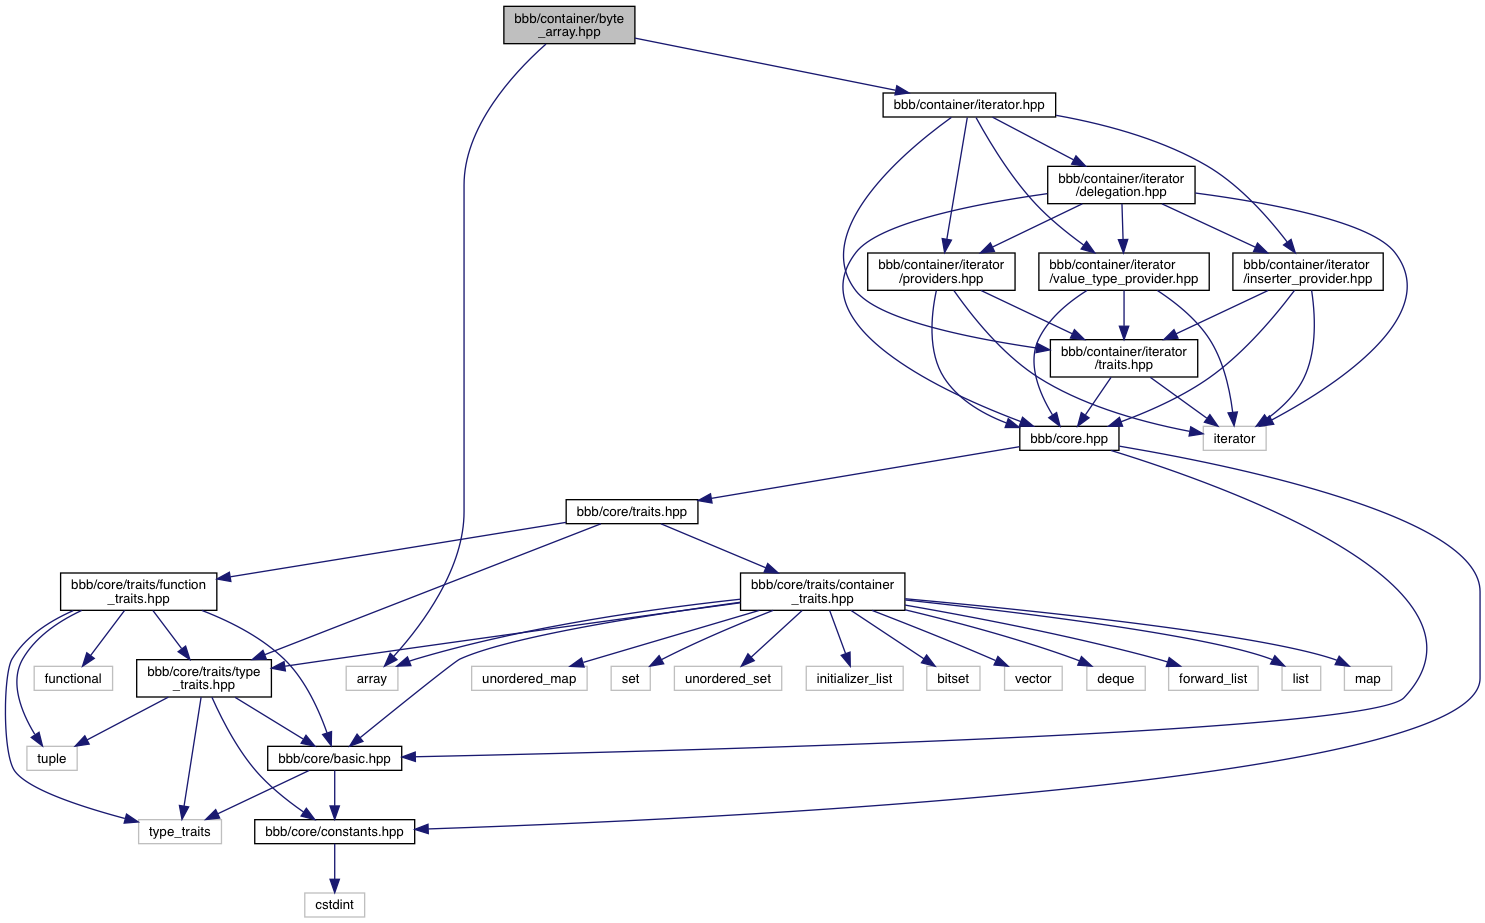 bbb/container/byte
_array.hpp
bbb/container/iterator.hpp
bbb/container/iterator
/delegation.hpp
bbb/container/iterator
/providers.hpp
bbb/container/iterator
/value_type_provider.hpp
bbb/container/iterator
/inserter_provider.hpp
bbb/container/iterator
/traits.hpp
bbb/core.hpp
iterator
bbb/core/traits.hpp
bbb/core/traits/function
_traits.hpp
bbb/core/traits/container
_traits.hpp
functional
bbb/core/traits/type
_traits.hpp
array
unordered_map
set
unordered_set
initializer_list
bitset
vector
deque
forward_list
list
map
tuple
bbb/core/basic.hpp
type_traits
bbb/core/constants.hpp
cstdint